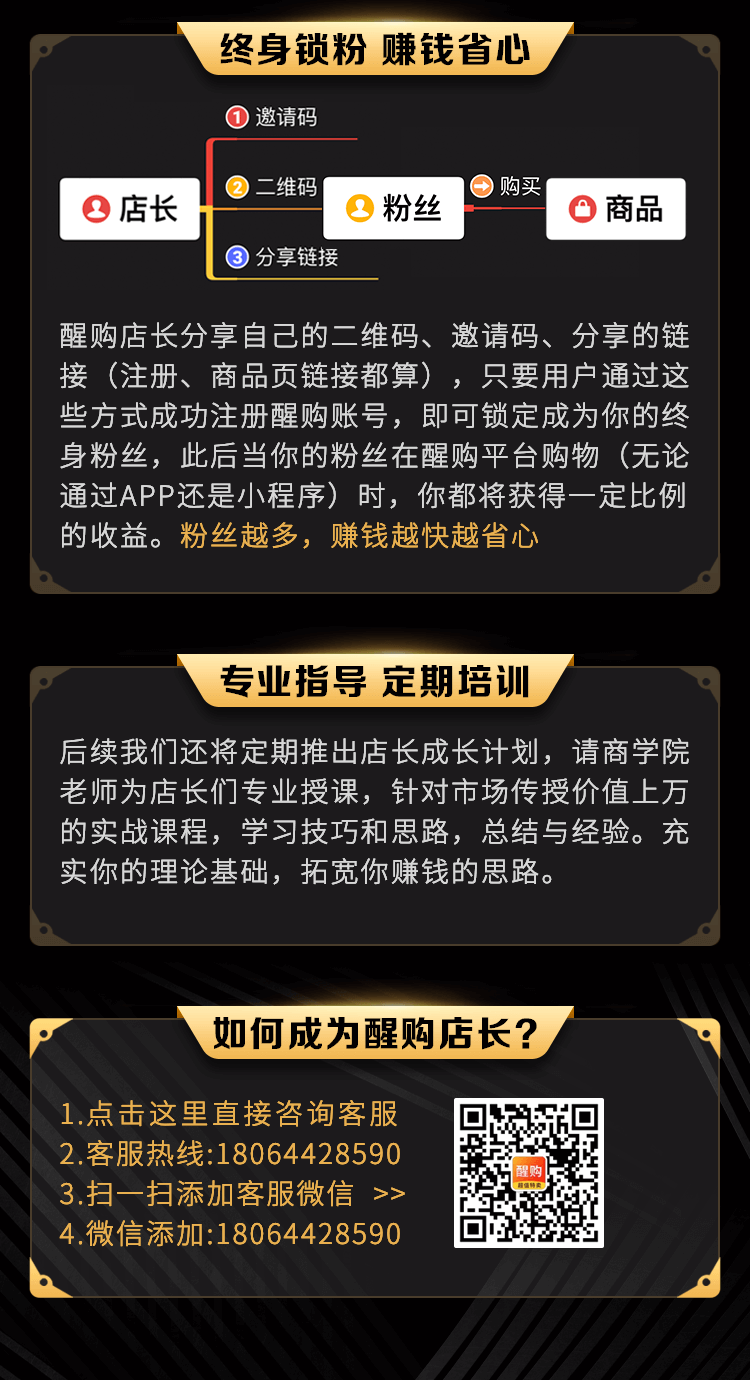 终身锁粉 赚钱省心
1 邀请码
店长
2 二维码
粉丝
购买
商品
3 分享链接
醒购店长分享自己的二维码、邀请码、分享的链
接（注册、商品页链接都算），只要用户通过这
些方式成功注册醒购账号，即可锁定成为你的终
身粉丝，此后当你的粉丝在醒购平台购物（无论
通过APP还是小程序）时，你都将获得一定比例
的收益。粉丝越多，赚钱越快越省心
专业指导 定期培训
后续我们还将定期推出店长成长计划，请商学院
老师为店长们专业授课，针对市场传授价值上万
的实战课程，学习技巧和思路，总结与经验。充
实你的理论基础，拓宽你赚钱的思路。
如何成为醒购店长?
1.点击这里直接咨询客服
2.客服热线:18064428590
3.扫一扫添加客服微信 >>
4.微信添加:18064428590
醒购
超值特卖